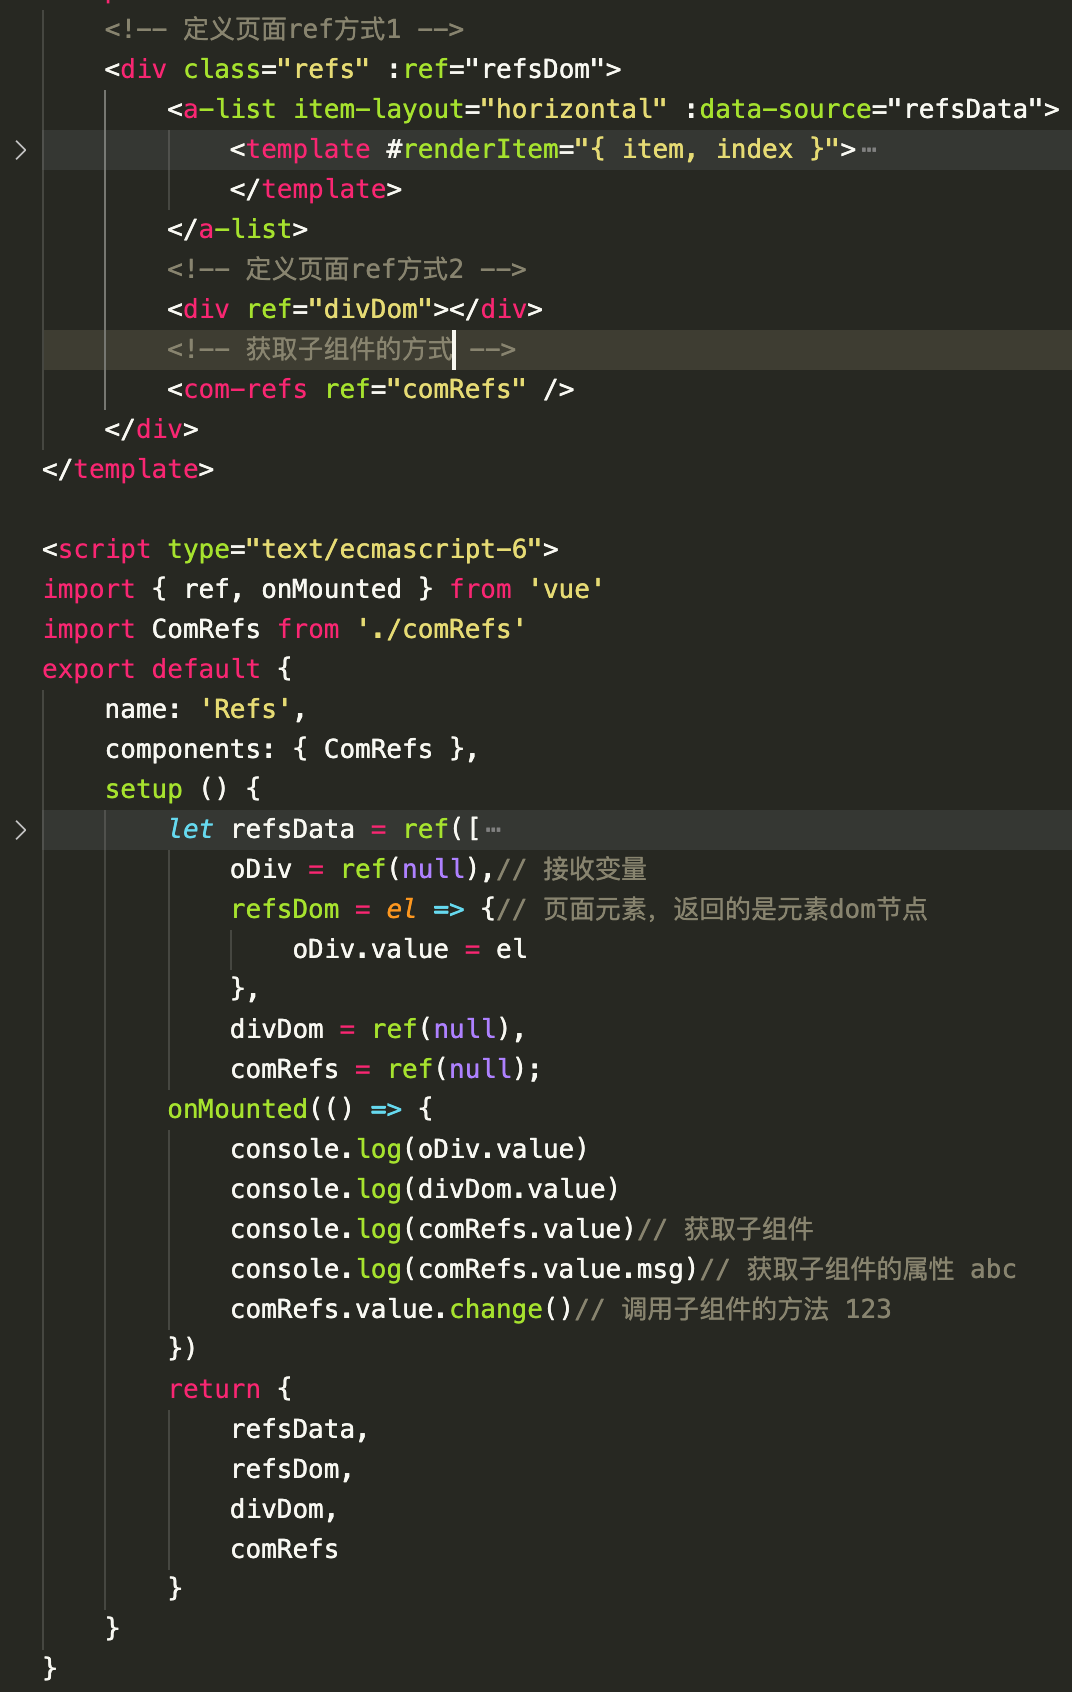 <!-- 定义页面ref方式1 -->
<div class="refs" :ref="refsDom">
<a-list item-layout="horizontal" :data-source="refsData">
<template #renderItem="{ item, index }">…
</template>
</a-list>
<!-- 定义页面ref方式2 -->
<div ref="divDom"></div>
<!-- 获取子组件的方式 -->
<com-refs ref="comRefs" />
</div>
</template>
<script type="text/ecmascript-6">
import { ref, onMounted } from 'vue'
import ComRefs from './comRefs'
export default {
name: 'Refs',
components: { ComRefs },
setup () {
let refsData = ref([…
oDiv = ref(null),// 接收变量
refsDom = el => {// 页面元素，返回的是元素dom节点
oDiv.value = el
},
divDom = ref(null),
comRefs = ref(null);
onMounted(() => {
console.log(oDiv.value)
console.log(divDom.value)
console.log(comRefs.value)// 获取子组件
console.log(comRefs.value.msg)// 获取子组件的属性 abc
comRefs.value.change()// 调用子组件的方法 123
})
return {
refsData,
refsDom,
divDom,
comRefs
}
}
}